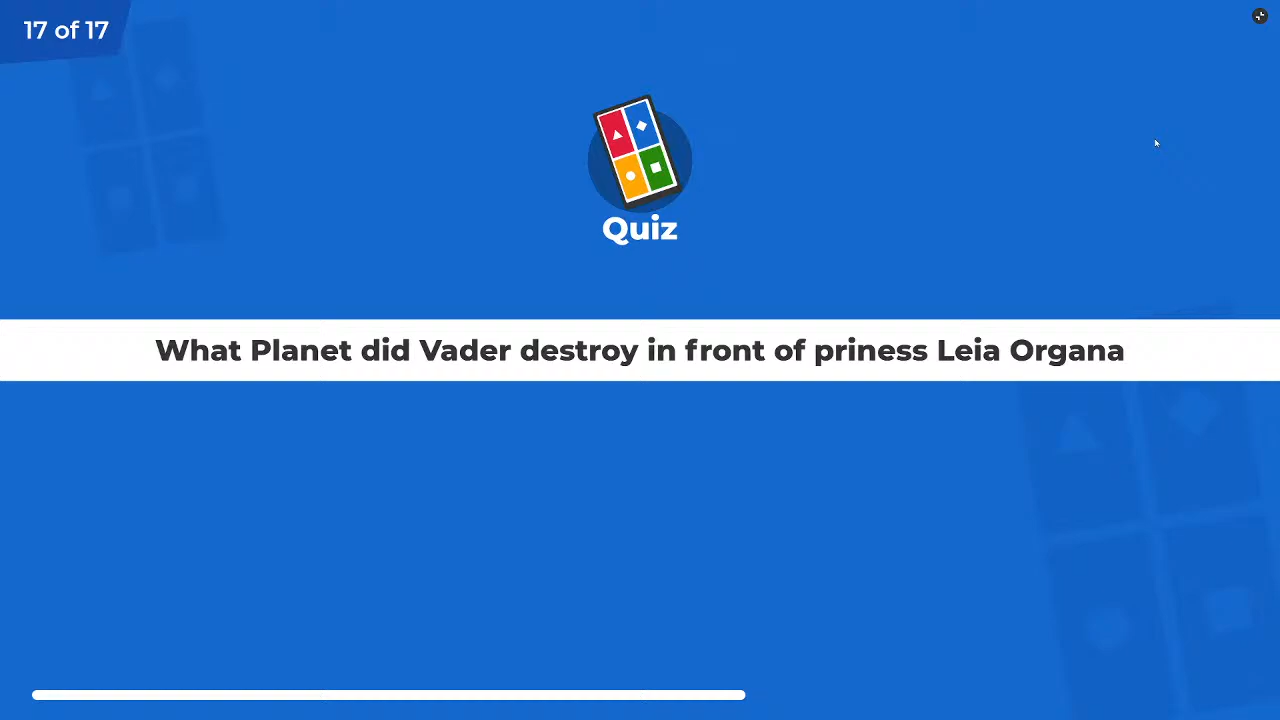 17 of 17
Quiz
What Planet did Vader destroy in front of priness Leia Organa